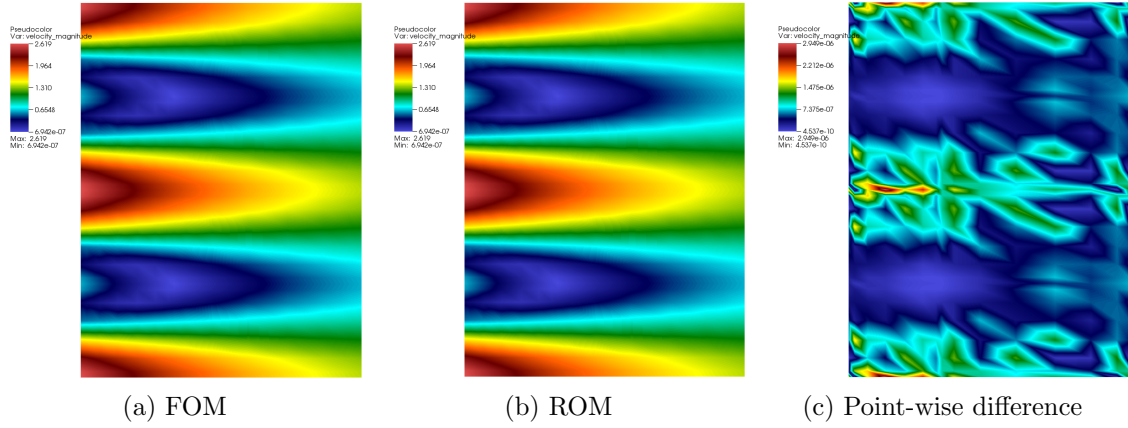 Pseudocolor
Var: velocity_magnitude
2.619
1.964
1.310
0.6548
6.942e-07
Max: 2.619
Min: 6.942e-07
Pseudocolor
Var: velocity_magnitude
2.619
1.964
1.310
0.6548
6.942e-07
Max: 2.619
Min: 6.942e-07
Pseudocolor
Var: velocity_magnitude
2.949e-06
2.212e-06
1.475e-06
7.375e-07
4.537e-10
Max: 2.949e-06
Min: 4.537e-10
(a) FOM
(b) ROM
(c) Point-wise difference